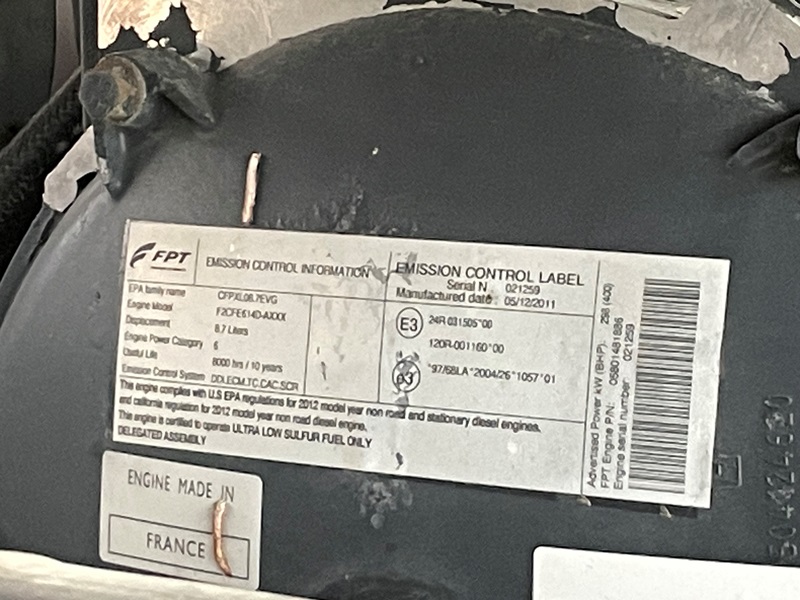 FPT
EMISSION CONTROL INFORMATION
EPA family name CFPXL08.7EVG
Engine Model F2CFE614D-AXXX
Displacement 8.7 Liters
Engine Power Category 6
Useful Life 8000 hrs / 10 years
Emission Control System DDI,ECM,TC,CAC,SCR
EMISSION CONTROL LABEL
Serial N. 021259
Manufactured date: 05/12/2011
E3 24R 031505*00
120R-001160*00
e3 *97/68LA*2004/26*1057*01
The engine complies with U.S EPA regulations for 2012 model year non road and stationary diesel engines.
and california regulation for 2012 model year non road diesel engine.
This engine is certified to operate ULTRA LOW SULFUR FUEL ONLY
DELEGATED ASSEMBLY
Advertised Power kW (BHP). 298 (400)
FPT Engine P/N: 05801481886
Engine serial number 021259
ENGINE MADE IN
FRANCE